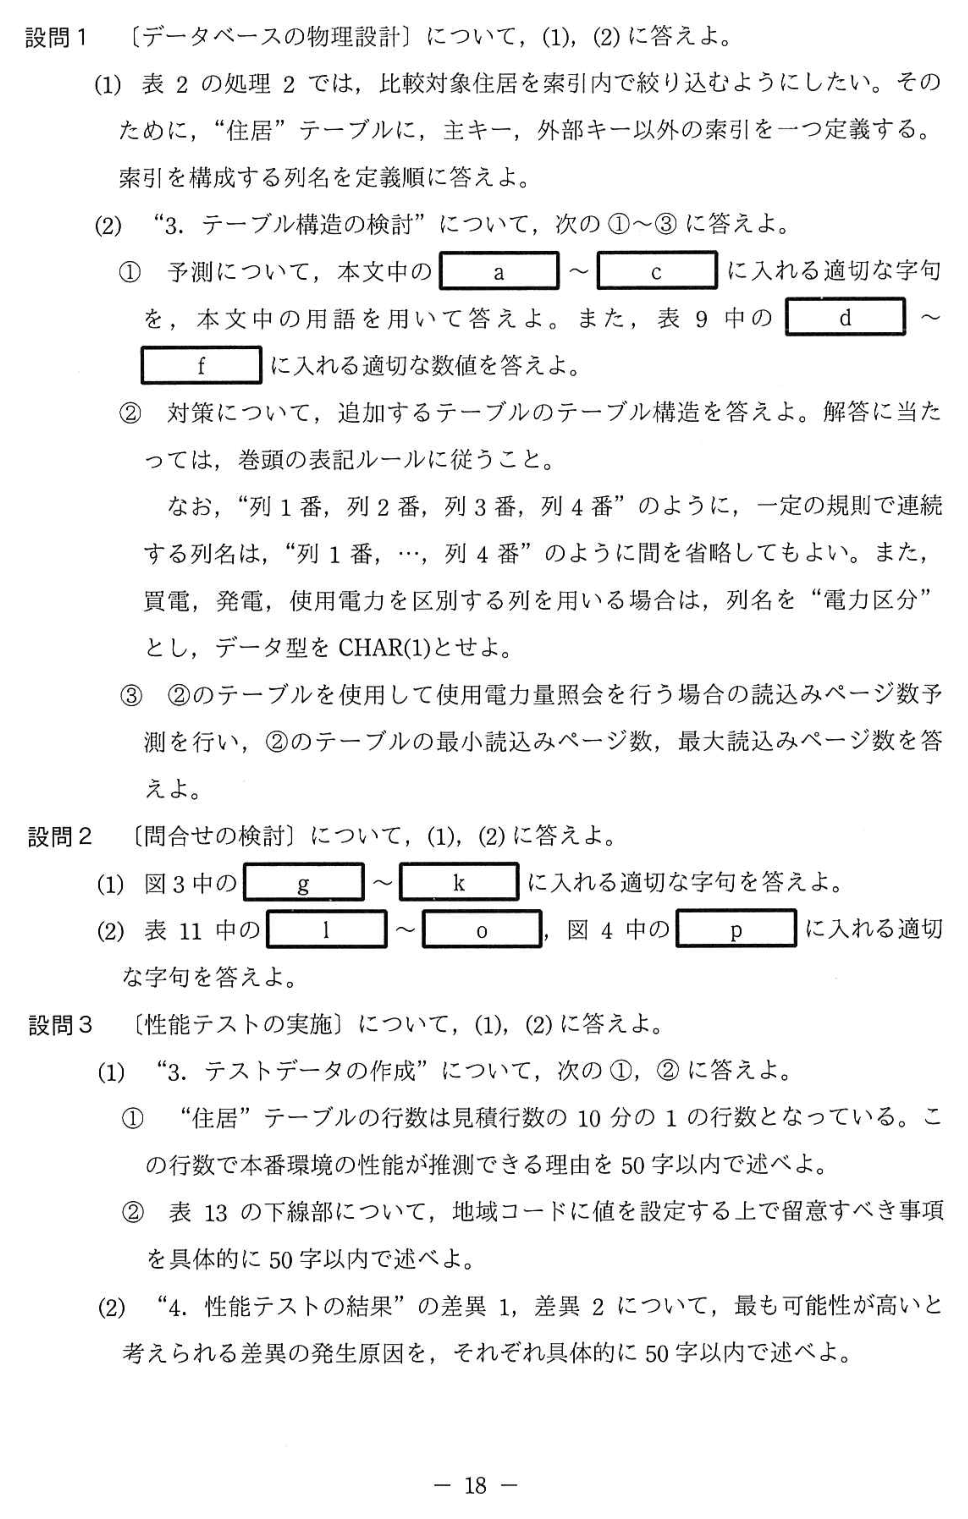 設問1 〔データベースの物理設計〕について，(1)，(2)に答えよ。
(1) 表 2 の処理 2 では，比較対象住居を索引内で絞り込むようにしたい。その
ために，“住居”テーブルに，主キー，外部キー以外の索引を一つ定義する。
索引を構成する列名を定義順に答えよ。
(2) “3．テーブル構造の検討”について，次の①～③に答えよ。
① 予測について，本文中の a ～ c に入れる適切な字句
を，本文中の用語を用いて答えよ。また，表 9 中の d ～
f に入れる適切な数値を答えよ。
② 対策について，追加するテーブルのテーブル構造を答えよ。解答に当た
っては，巻頭の表記ルールに従うこと。
なお，“列 1 番，列 2 番，列 3 番，列 4 番”のように，一定の規則で連続
する列名は，“列 1 番，…，列 4 番”のように間を省略してもよい。また，
買電，発電，使用電力を区別する列を用いる場合は，列名を“電力区分”
とし，データ型を CHAR(1)とせよ。
③ ②のテーブルを使用して使用電力量照会を行う場合の読込みページ数予
測を行い，②のテーブルの最小読込みページ数，最大読込みページ数を答
えよ。
設問2 〔問合せの検討〕について，(1)，(2)に答えよ。
(1) 図 3 中の g ～ k に入れる適切な字句を答えよ。
(2) 表 11 中の l ～ o ，図 4 中の p に入れる適切
な字句を答えよ。
設問3 〔性能テストの実施〕について，(1)，(2)に答えよ。
(1) “3．テストデータの作成”について，次の①，②に答えよ。
① “住居”テーブルの行数は見積行数の 10 分の 1 の行数となっている。こ
の行数で本番環境の性能が推測できる理由を 50 字以内で述べよ。
② 表 13 の下線部について，地域コードに値を設定する上で留意すべき事項
を具体的に 50 字以内で述べよ。
(2) “4．性能テストの結果”の差異 1，差異 2 について，最も可能性が高いと
考えられる差異の発生原因を，それぞれ具体的に 50 字以内で述べよ。
― 18 ―